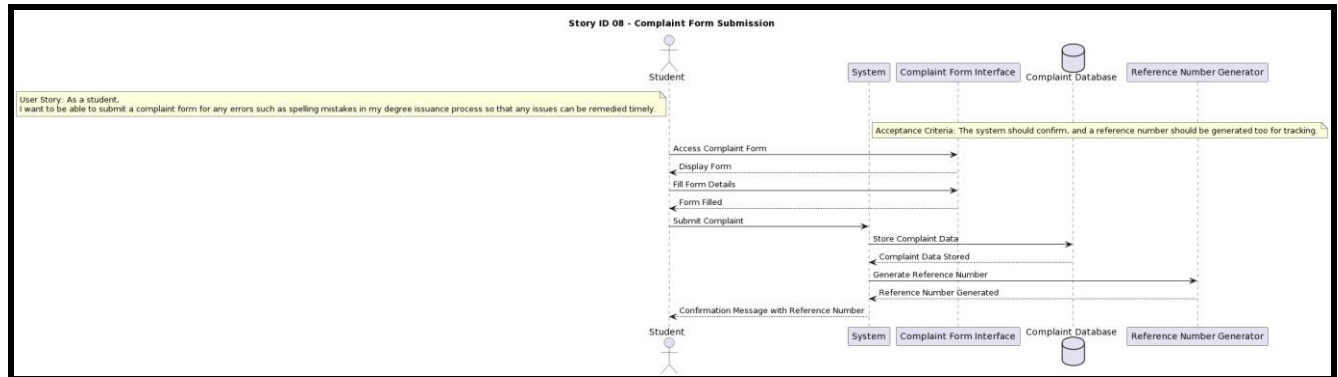 Story ID 08 - Complaint Form Submission
Student
System
Complaint Form Interface
Complaint Database
Reference Number Generator
User Story: As a student,
I want to be able to submit a complaint form for any errors such as spelling mistakes in my degree issuance process so that any issues can be remedied timely.
Acceptance Criteria: The system should confirm, and a reference number should be generated too for tracking.
Access Complaint Form
Display Form
Fill Form Details
Form Filled
Submit Complaint
Store Complaint Data
Complaint Data Stored
Generate Reference Number
Reference Number Generated
Confirmation Message with Reference Number
Student
System
Complaint Form Interface
Complaint Database
Reference Number Generator